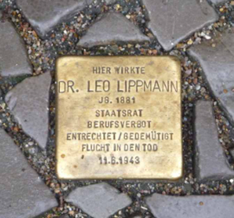 HIER WIRKTE
DR. LEO LIPPMANN
JG. 1881
STAATSRAT
BERUFSVERBOT
ENTRECHTET/GEDEMÜTIGT
FLUCHT IN DEN TOD
11.6.1943